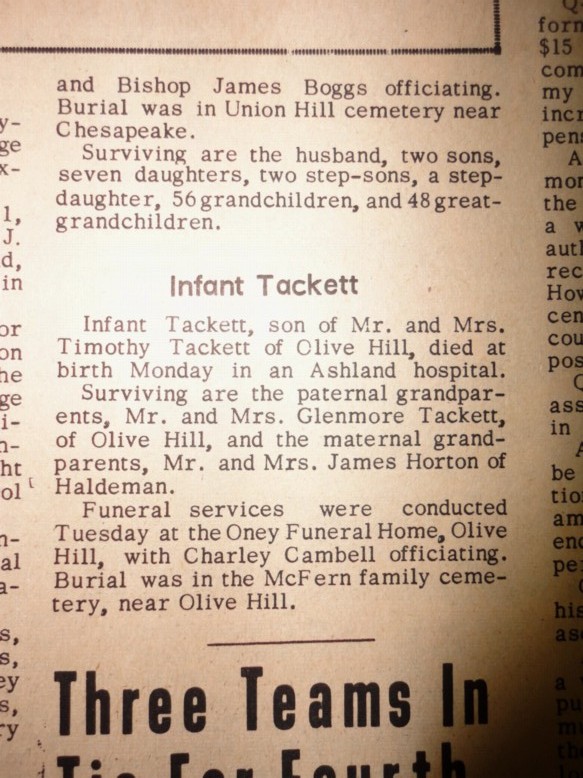 and Bishop James Boggs officiating.
Burial was in Union Hill cemetery near
Chesapeake.
Surviving are the husband, two sons,
seven daughters, two step-sons, a step-
daughter, 56 grandchildren, and 48 great-
grandchildren.
Infant Tackett
Infant Tackett, son of Mr. and Mrs.
Timothy Tackett of Olive Hill, died at
birth Monday in an Ashland hospital.
Surviving are the paternal grandpar-
ents, Mr. and Mrs. Glenmore Tackett,
of Olive Hill, and the maternal grand-
parents, Mr. and Mrs. James Horton of
Haldeman.
Funeral services were conducted
Tuesday at the Oney Funeral Home, Olive
Hill, with Charley Cambell officiating.
Burial was in the McFern family ceme-
tery, near Olive Hill.
Three Teams In
Tie For Fourth